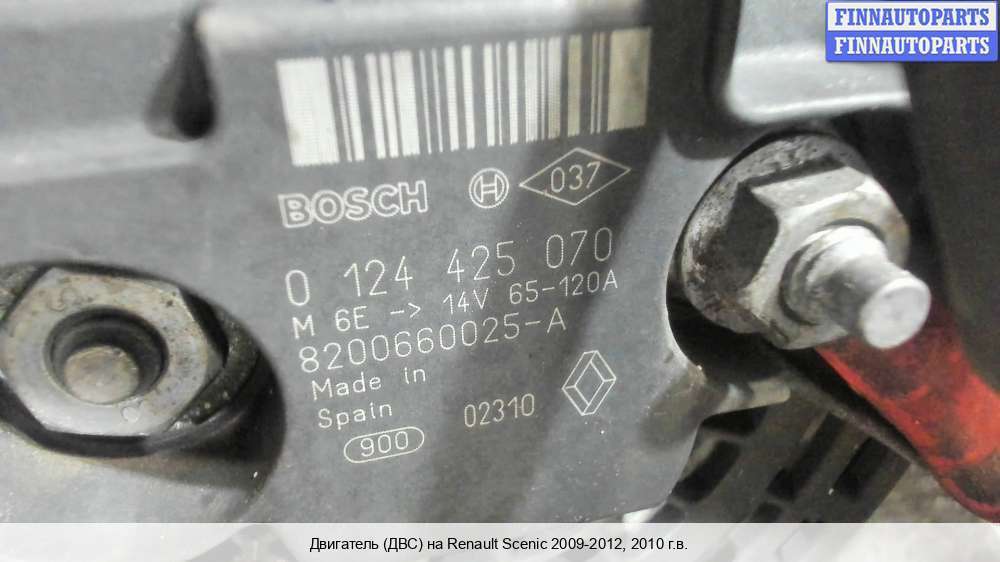 FINNAUTOPARTS
FINNAUTOPARTS
BOSCH H 037
0 124 425 070
M 6E -> 14V 65-120A
8200660025-A
Made in
Spain 02310
900
Двигатель (ДВС) на Renault Scenic 2009-2012, 2010 г.в.